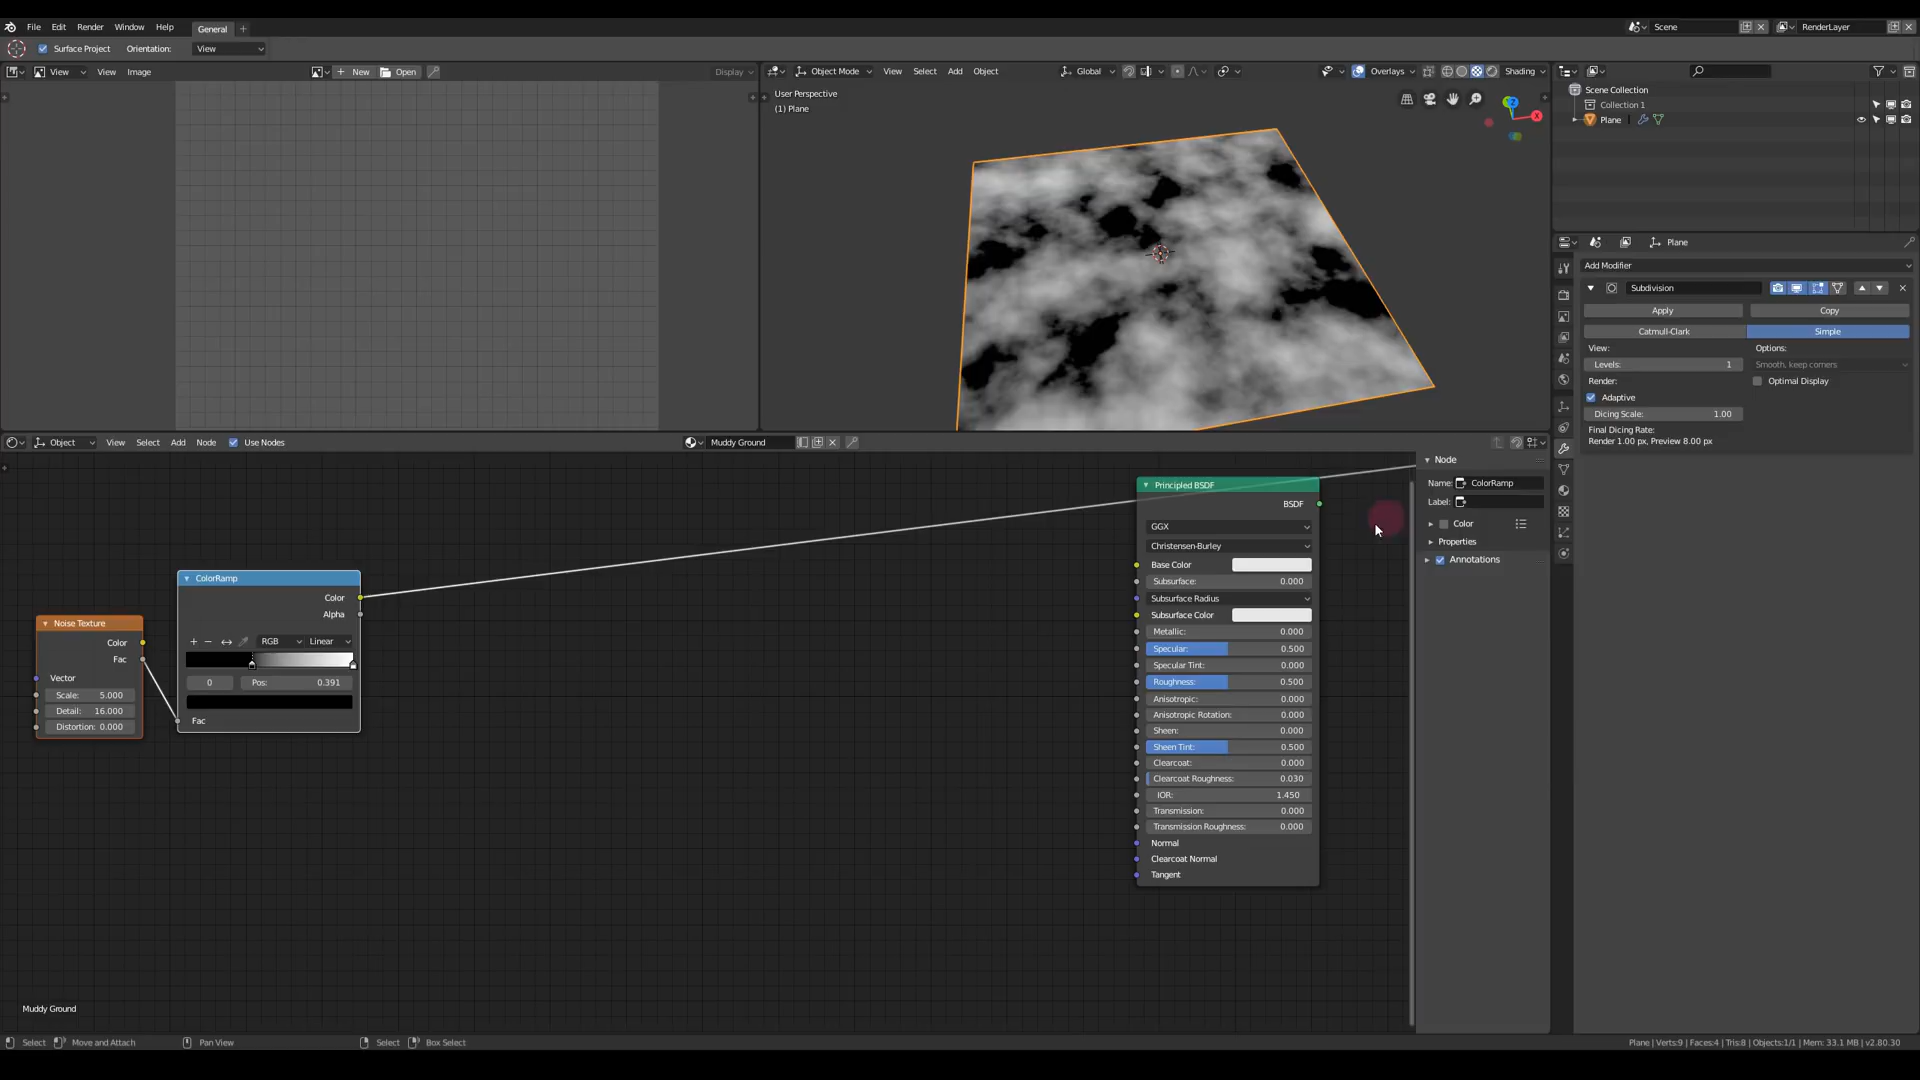 File Edit Render Window Help General Scene RenderLayer
Surface Project Orientation: View
View View Image New Open Display
Object Mode View Select Add Object Global Overlays Shading
User Perspective
(1) Plane
X
Scene Collection
Collection 1
Plane
Plane
Add Modifier
Subdivision
Apply Copy
Catmull-Clark Simple
View: Options:
Levels: 1 Smooth, keep corners
Render: Optimal Display
Adaptive
Dicing Scale: 1.00
Final Dicing Rate:
Render 1.00 px, Preview 8.00 px
Object View Select Add Node Use Nodes Muddy Ground
Noise Texture
Color
Fac
Vector
Scale: 5.000
Detail: 16.000
Distortion: 0.000
ColorRamp
Color
Alpha
RGB Linear
0 Pos: 0.391
Fac
Principled BSDF
BSDF
GGX
Christensen-Burley
Base Color
Subsurface: 0.000
Subsurface Radius
Subsurface Color
Metallic: 0.000
Specular: 0.500
Specular Tint: 0.000
Roughness: 0.500
Anisotropic: 0.000
Anisotropic Rotation: 0.000
Sheen: 0.000
Sheen Tint: 0.500
Clearcoat: 0.000
Clearcoat Roughness: 0.030
IOR: 1.450
Transmission: 0.000
Transmission Roughness: 0.000
Normal
Clearcoat Normal
Tangent
Node
Name: ColorRamp
Label:
Color
Properties
Annotations
Muddy Ground
Select Move and Attach Pan View Select Box Select
Plane | Verts:9 | Faces:4 | Tris:8 | Objects:1/1 | Mem: 33.1 MB | v2.80.30